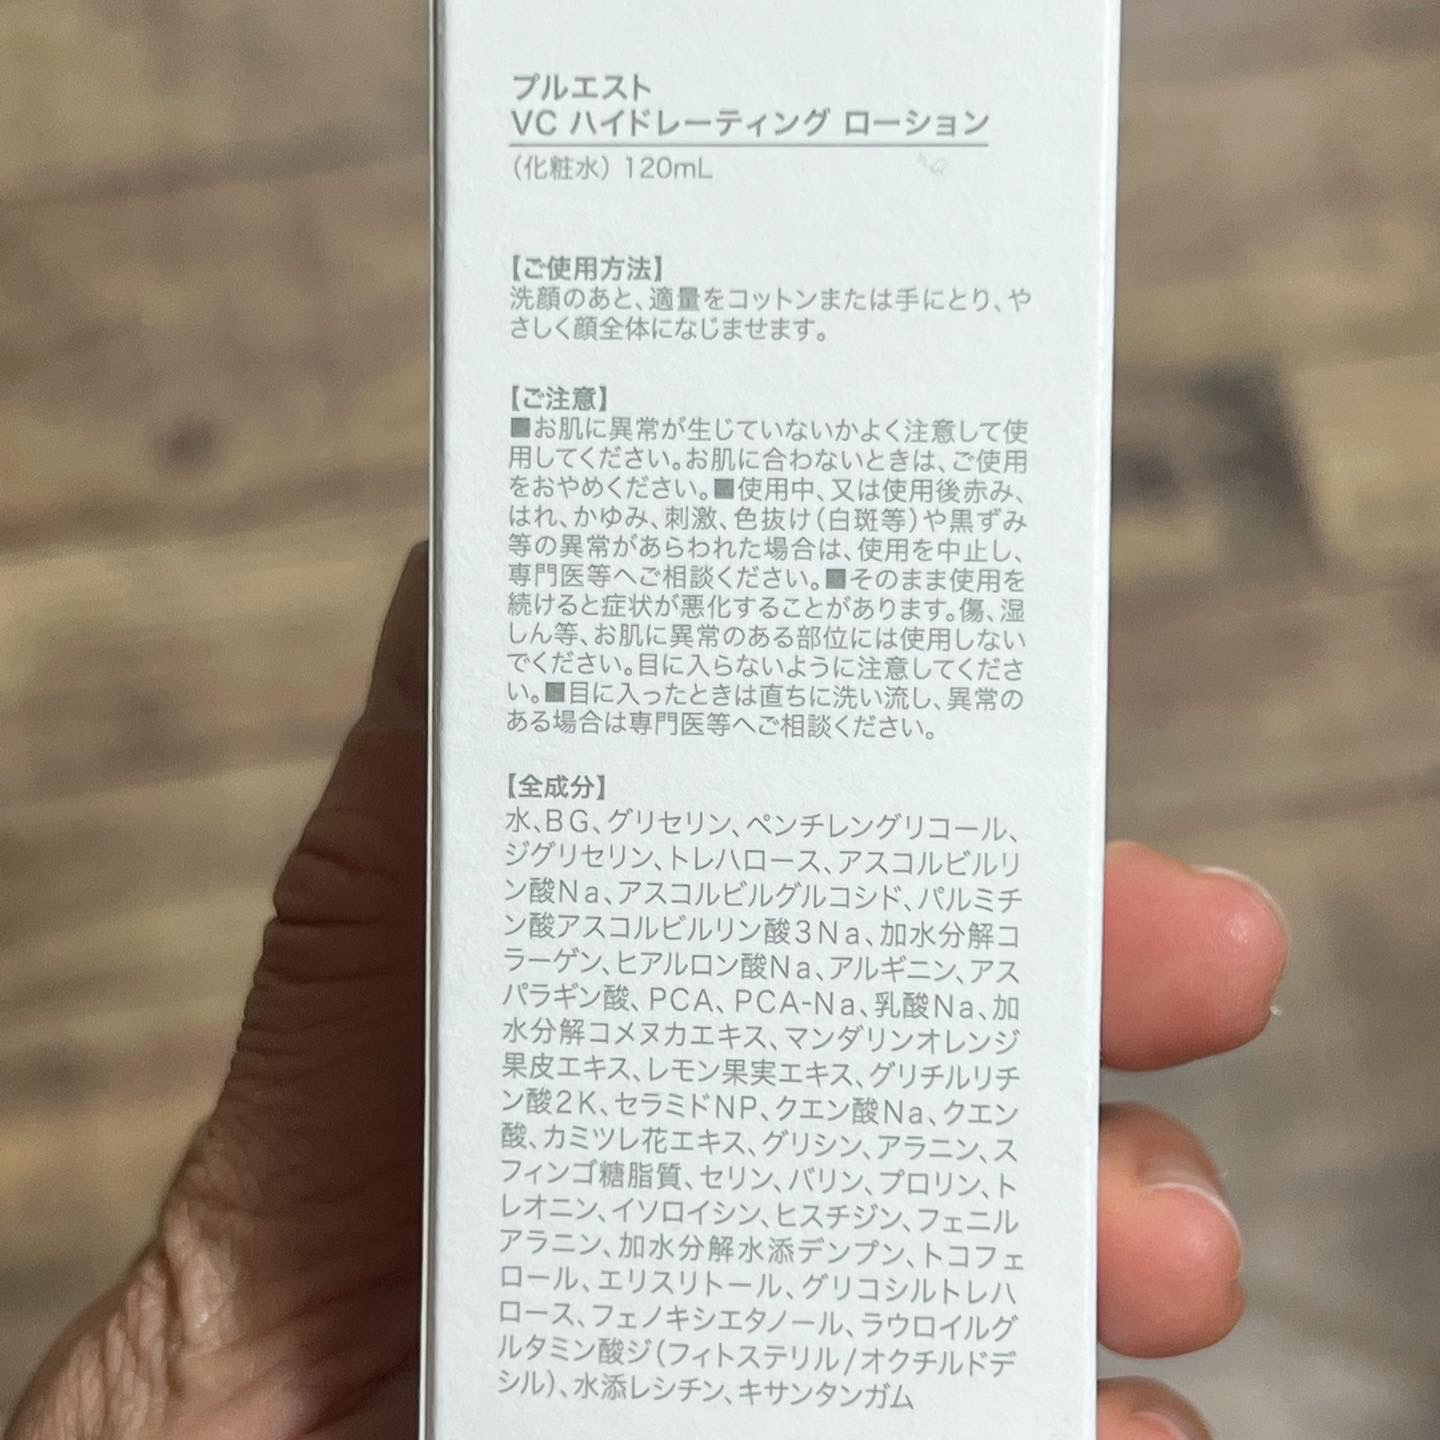 プルエスト
VC ハイドレーティング ローション
(化粧水) 120mL
【ご使用方法】
洗顔のあと、適量をコットンまたは手にとり、や
さしく顔全体になじませます。
【ご注意】
■お肌に異常が生じていないかよく注意して使
用してください。お肌に合わないときは、ご使用
をおやめください。■使用中、又は使用後赤み、
はれ、かゆみ、刺激、色抜け(白斑等)や黒ずみ
等の異常があらわれた場合は、使用を中止し、
専門医等へご相談ください。■そのまま使用を
続けると症状が悪化することがあります。傷、湿
しん等、お肌に異常のある部位には使用しない
でください。目に入らないように注意してくださ
い。■目に入ったときは直ちに洗い流し、異常の
ある場合は専門医等へご相談ください。
【全成分】
水、BG、グリセリン、ペンチレングリコール、
ジグリセリン、トレハロース、アスコルビルリ
ン酸Na、アスコルビルグルコシド、パルミチ
ン酸アスコルビルリン酸3Na、加水分解コ
ラーゲン、ヒアルロン酸Na、アルギニン、アス
パラギン酸、PCA、PCA-Na、乳酸Na、加
水分解コメヌカエキス、マンダリンオレンジ
果皮エキス、レモン果実エキス、グリチルリチ
ン酸2K、セラミドNP、クエン酸Na、クエン
酸、カミツレ花エキス、グリシン、アラニン、ス
フィンゴ糖脂質、セリン、バリン、プロリン、ト
レオニン、イソロイシン、ヒスチジン、フェニル
アラニン、加水分解水添デンプン、トコフェ
ロール、エリスリトール、グリコシルトレハ
ロース、フェノキシエタノール、ラウロイルグ
ルタミン酸ジ(フィトステリル/オクチルドデ
シル)、水添レシチン、キサンタンガム